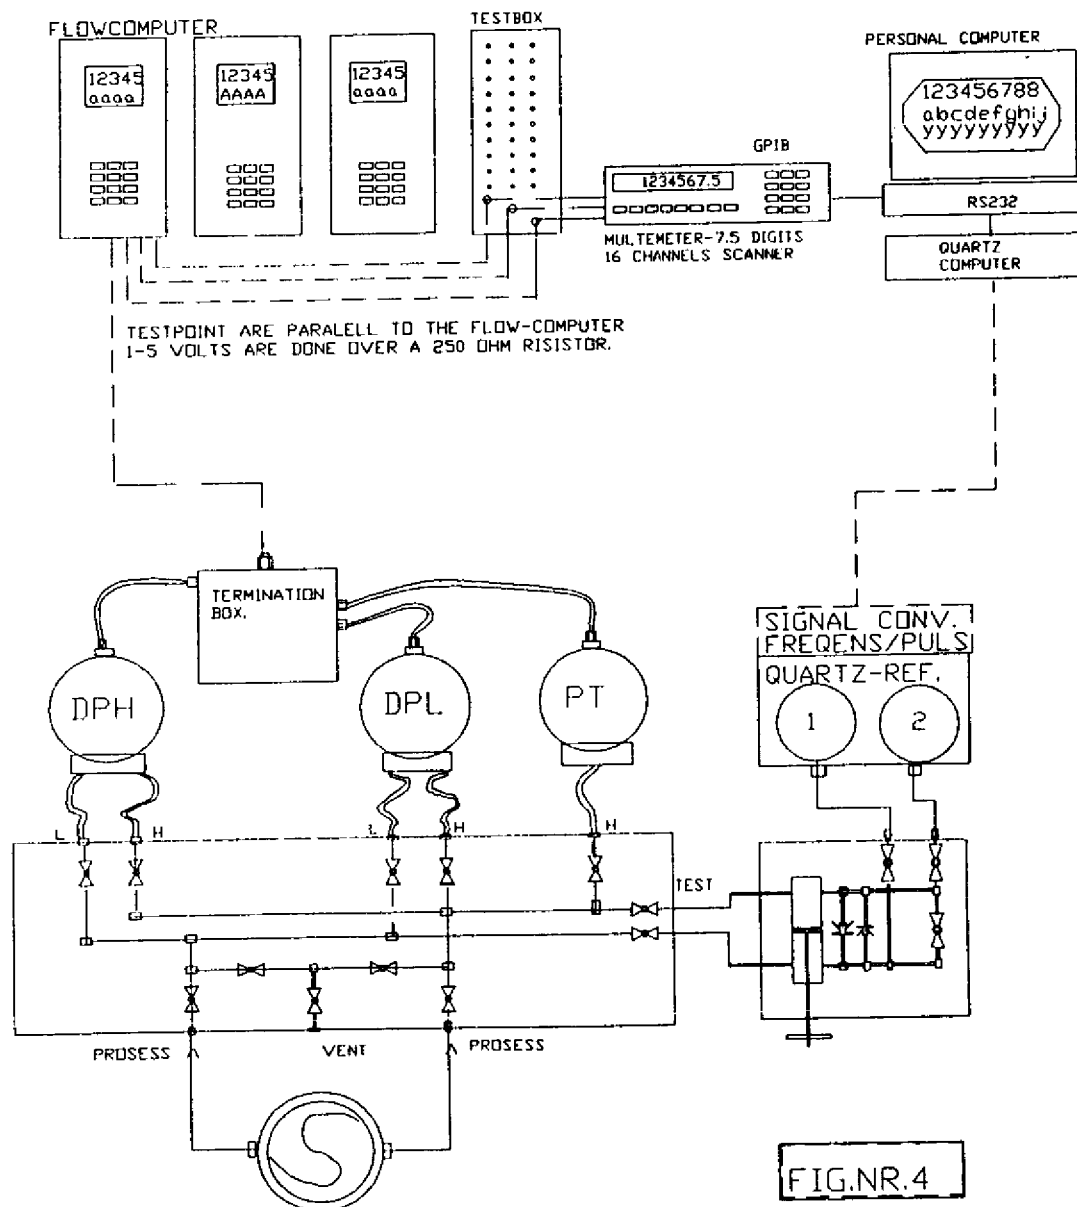 FLOWCOMPUTER
TESTBOX
PERSONAL COMPUTER
12345
aaaa
12345
AAAA
12345
aaaa
123456788
abcdefghij
yyyyyyyyy
GPIB
1234567.5
RS232
MULTEMETER-7.5 DIGITS
16 CHANNELS SCANNER
QUARTZ
COMPUTER
TESTPOINT ARE PARALELL TO THE FLOW-COMPUTER
1-5 VOLTS ARE DONE OVER A 250 OHM RISISTOR.
TERMINATION
BOX.
SIGNAL CONV.
FREQENS/PULS
QUARTZ-REF.
DPH
DPL
PT
1
2
L
H
L
H
H
TEST
PROSESS
VENT
PROSESS
FIG.NR.4